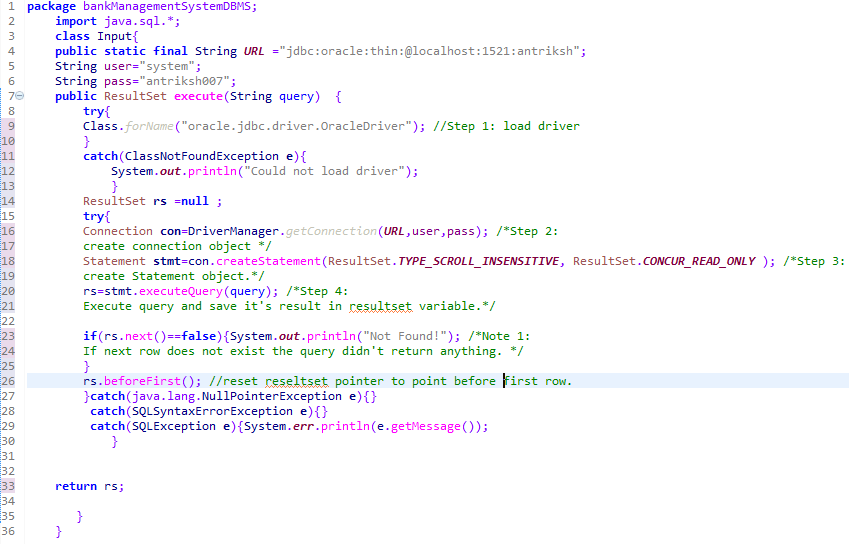 1 package bankManagementSystemDBMS;
2 import java.sql.*;
3 class Input{
4 public static final String URL ="jdbc:oracle:thin:@localhost:1521:antriksh";
5 String user="system";
6 String pass="antriksh007";
7 public ResultSet execute(String query)  {
8 try{
9 Class.forName("oracle.jdbc.driver.OracleDriver"); //Step 1: load driver
10 }
11 catch(ClassNotFoundException e){
12 System.out.println("Could not load driver");
13 }
14 ResultSet rs =null ;
15 try{
16 Connection con=DriverManager.getConnection(URL,user,pass); /*Step 2:
17 create connection object */
18 Statement stmt=con.createStatement(ResultSet.TYPE_SCROLL_INSENSITIVE, ResultSet.CONCUR_READ_ONLY ); /*Step 3:
19 create Statement object.*/
20 rs=stmt.executeQuery(query); /*Step 4:
21 Execute query and save it's result in resultset variable.*/
22
23 if(rs.next()==false){System.out.println("Not Found!"); /*Note 1:
24 If next row does not exist the query didn't return anything. */
25 }
26 rs.beforeFirst(); //reset reseltset pointer to point before first row.
27 }catch(java.lang.NullPointerException e){}
28 catch(SQLSyntaxErrorException e){}
29 catch(SQLException e){System.err.println(e.getMessage());
30 }
31
32
33 return rs;
34
35 }
36 }